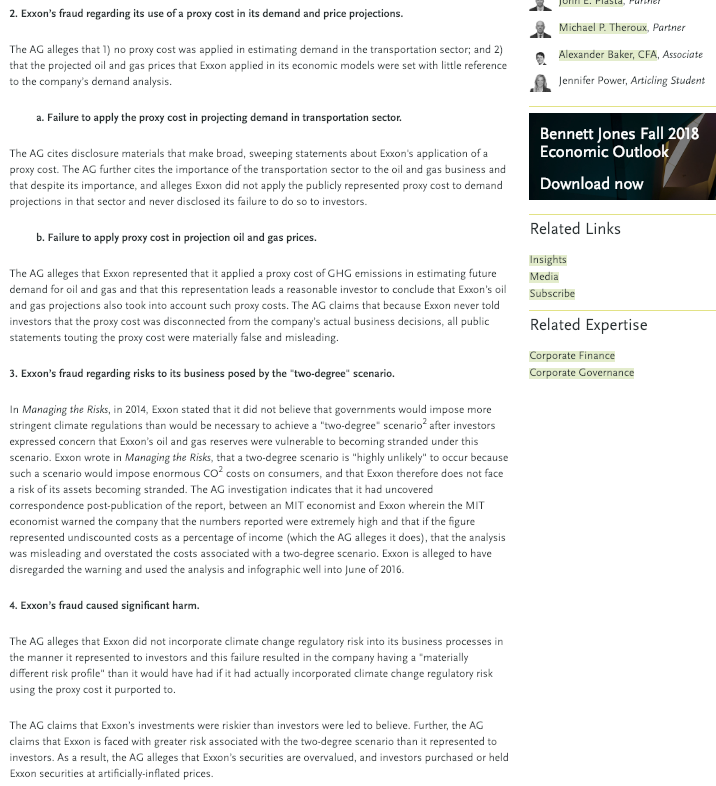 2. Exxon's fraud regarding its use of a proxy cost in its demand and price projections.
The AG alleges that 1) no proxy cost was applied in estimating demand in the transportation sector; and 2)
that the projected oil and gas prices that Exxon applied in its economic models were set with little reference
to the company's demand analysis.
a. Failure to apply the proxy cost in projecting demand in transportation sector.
The AG cites disclosure materials that make broad, sweeping statements about Exxon's application of a
proxy cost. The AG further cites the importance of the transportation sector to the oil and gas business and
that despite its importance, and alleges Exxon did not apply the publicly represented proxy cost to demand
projections in that sector and never disclosed its failure to do so to investors.
b. Failure to apply proxy cost in projection oil and gas prices.
The AG alleges that Exxon represented that it applied a proxy cost of GHG emissions in estimating future
demand for oil and gas and that this representation leads a reasonable investor to conclude that Exxon's oil
and gas projections also took into account such proxy costs. The AG claims that because Exxon never told
investors that the proxy cost was disconnected from the company's actual business decisions, all public
statements touting the proxy cost were materially false and misleading.
3. Exxon's fraud regarding risks to its business posed by the "two-degree" scenario.
In Managing the Risks, in 2014, Exxon stated that it did not believe that governments would impose more
stringent climate regulations than would be necessary to achieve a "two-degree" scenario2 after investors
expressed concern that Exxon's oil and gas reserves were vulnerable to becoming stranded under this
scenario. Exxon wrote in Managing the Risks, that a two-degree scenario is "highly unlikely" to occur because
such a scenario would impose enormous CO2 costs on consumers, and that Exxon therefore does not face
a risk of its assets becoming stranded. The AG investigation indicates that it had uncovered
correspondence post-publication of the report, between an MIT economist and Exxon wherein the MIT
economist warned the company that the numbers reported were extremely high and that if the figure
represented undiscounted costs as a percentage of income (which the AG alleges it does), that the analysis
was misleading and overstated the costs associated with a two-degree scenario. Exxon is alleged to have
disregarded the warning and used the analysis and infographic well into June of 2016.
4. Exxon's fraud caused significant harm.
The AG alleges that Exxon did not incorporate climate change regulatory risk into its business processes in
the manner it represented to investors and this failure resulted in the company having a "materially
different risk profile" than it would have had if it had actually incorporated climate change regulatory risk
using the proxy cost it purported to.
The AG claims that Exxon's investments were riskier than investors were led to believe. Further, the AG
claims that Exxon is faced with greater risk associated with the two-degree scenario than it represented to
investors. As a result, the AG alleges that Exxon's securities are overvalued, and investors purchased or held
Exxon securities at artificially-inflated prices.
John E. Piasta, Partner
Michael P. Theroux, Partner
Alexander Baker, CFA, Associate
Jennifer Power, Articling Student
Bennett Jones Fall 2018
Economic Outlook
Download now
Related Links
Insights
Media
Subscribe
Related Expertise
Corporate Finance
Corporate Governance